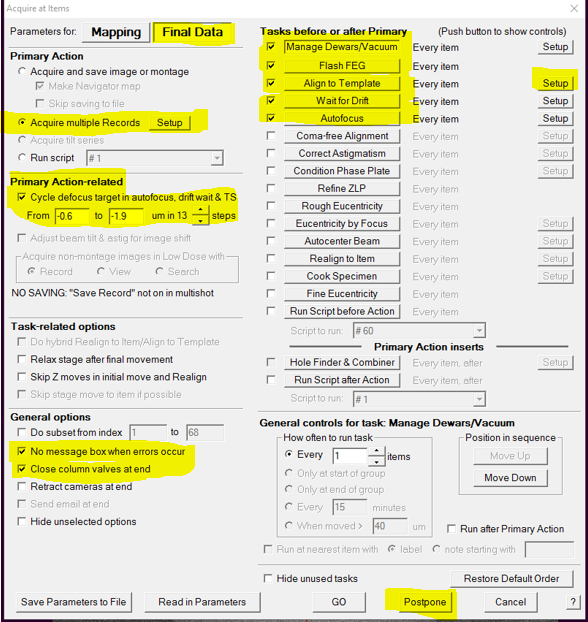 Acquire at Items
Parameters for: Mapping Final Data
Primary Action
Acquire and save image or montage
Make Navigator map
Skip saving to file
Acquire multiple Records Setup
Acquire tilt series
Run script # 1
Primary Action-related
Cycle defocus target in autofocus, drift wait & TS
From -0.6 to -1.9 um in 13 steps
Adjust beam tilt & astig for image shift
Acquire non-montage images in Low Dose with
Record View Search
NO SAVING: "Save Record" not on in multishot
Task-related options
Do hybrid Realign to Item/Align to Template
Relax stage after final movement
Skip Z moves in initial move and Realign
Skip stage move to item if possible
General options
Do subset from index 1 to 68
No message box when errors occur
Close column valves at end
Retract cameras at end
Send email at end
Hide unselected options
Tasks before or after Primary (Push button to show controls)
Manage Dewars/Vacuum Every item Setup
Flash FEG Every item
Align to Template Every item Setup
Wait for Drift Every item Setup
Autofocus Every item Setup
Coma-free Alignment Every item Setup
Correct Astigmatism Every item Setup
Condition Phase Plate Every item Setup
Refine ZLP Every item
Rough Eucentricity Every item
Eucentricity by Focus Every item Setup
Autocenter Beam Every item Setup
Realign to Item Every item Setup
Cook Specimen Every item Setup
Fine Eucentricity Every item
Run Script before Action Every item
Script to run: # 60
Primary Action inserts
Hole Finder & Combiner Every item, after Setup
Run Script after Action Every item, after
Script to run: # 1
General controls for task: Manage Dewars/Vacuum
How often to run task
Every 1 items
Only at start of group
Only at end of group
Every 15 minutes
When moved > 40 um
Position in sequence
Move Up
Move Down
Run after Primary Action
Run at nearest item with label note starting with
Hide unused tasks Restore Default Order
Save Parameters to File Read in Parameters GO Postpone Cancel ?